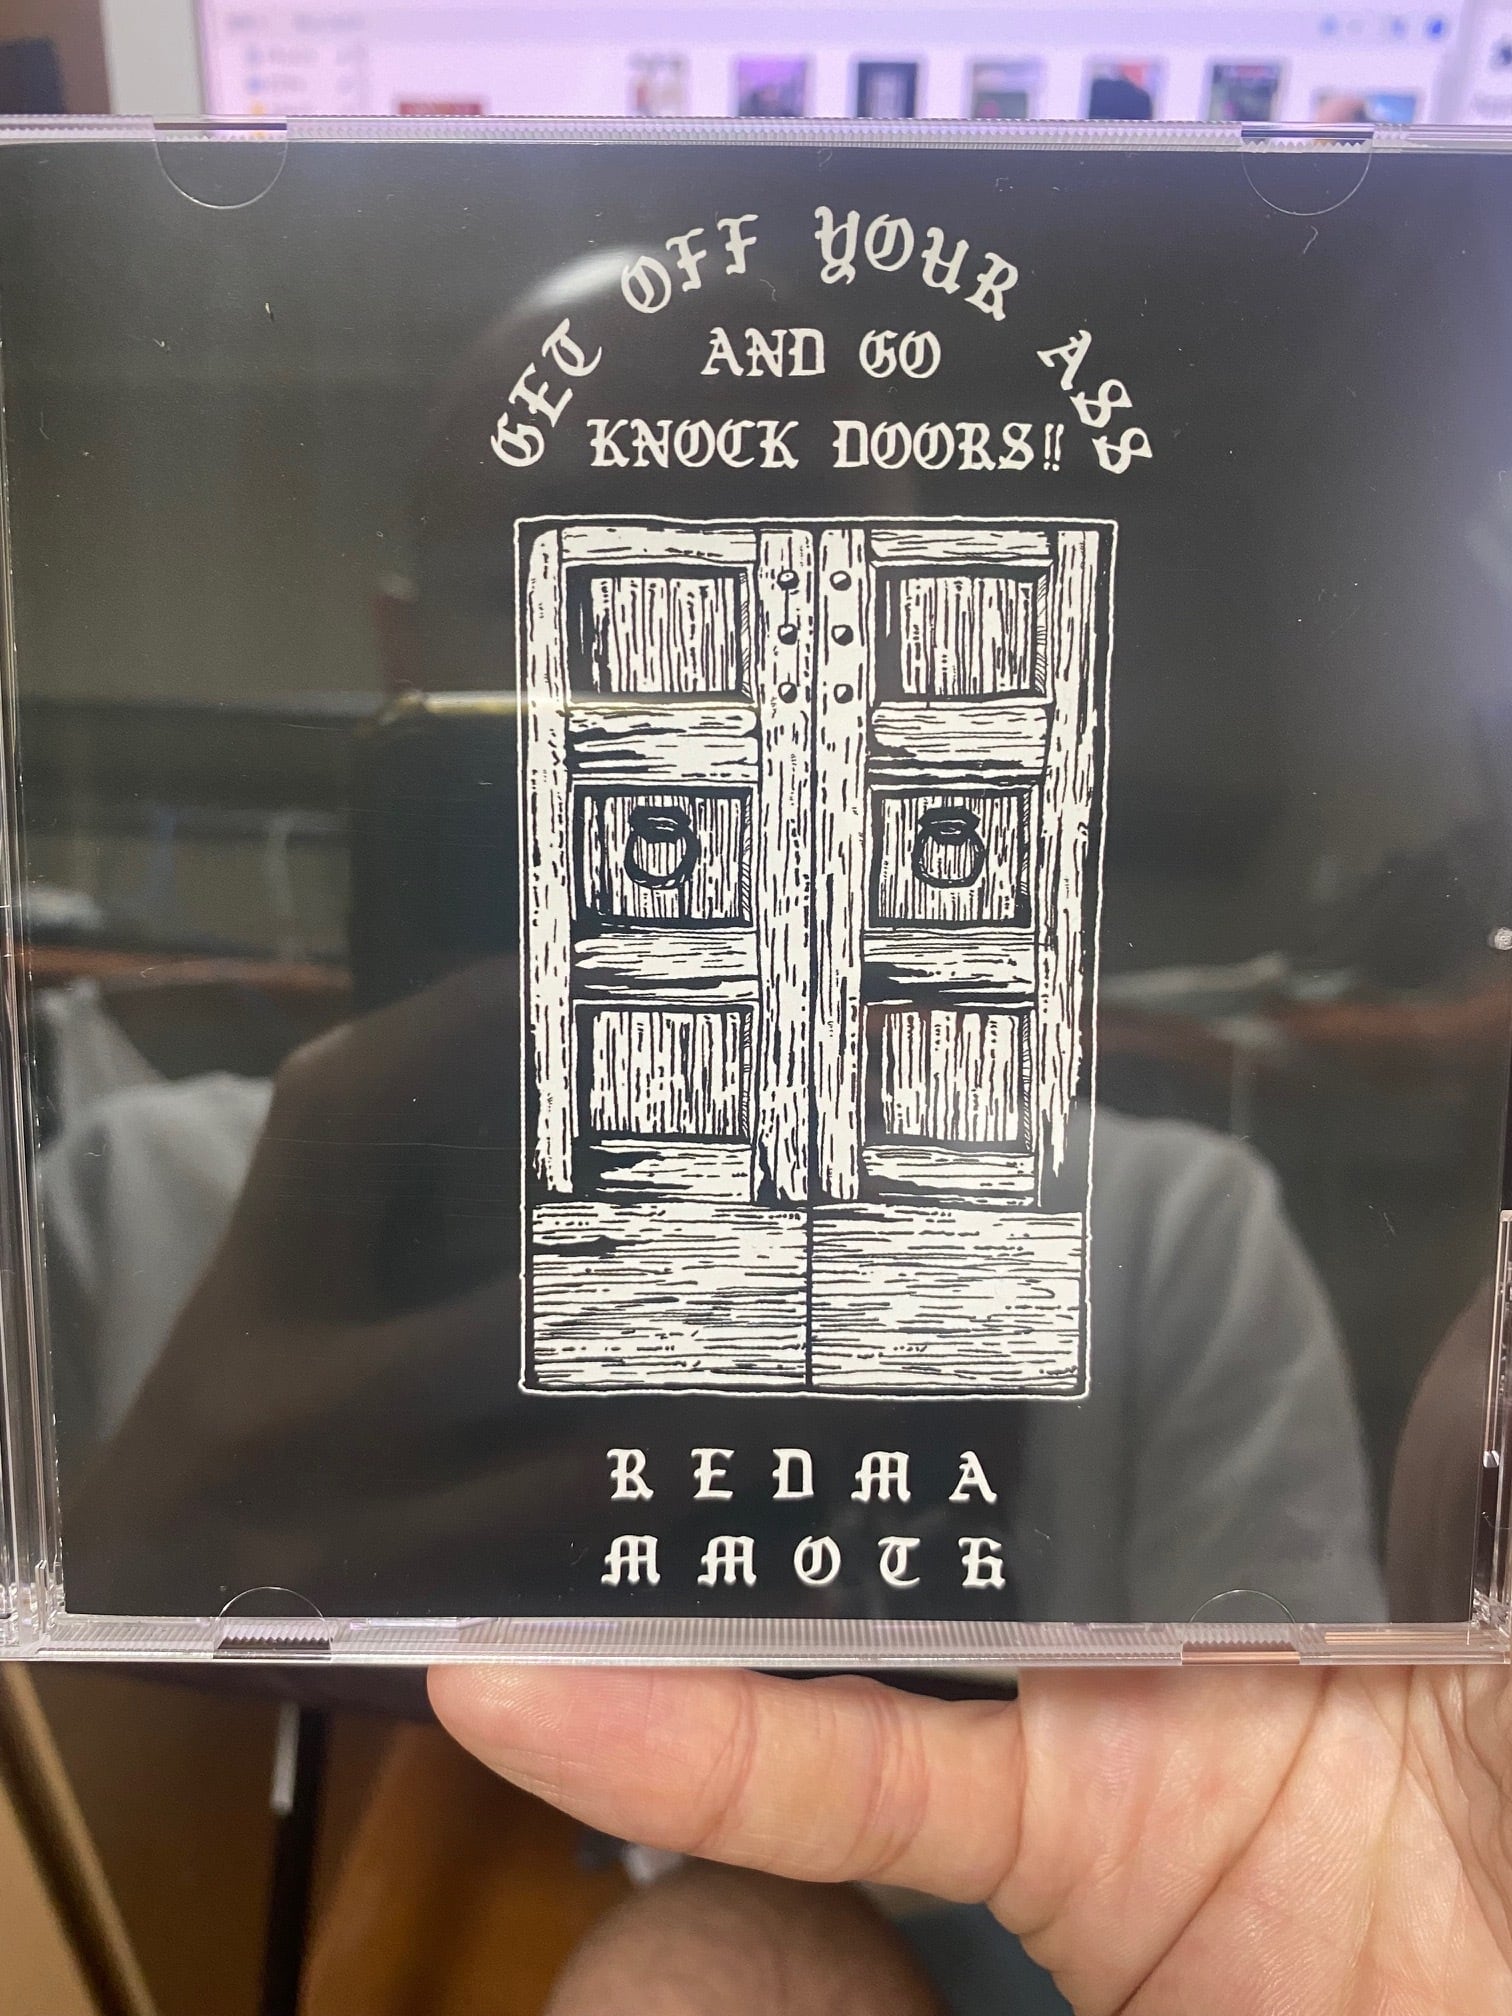 GET OFF YOUR ASS
AND GO
KNOCK DOORS!!
REDMA
MMOTH